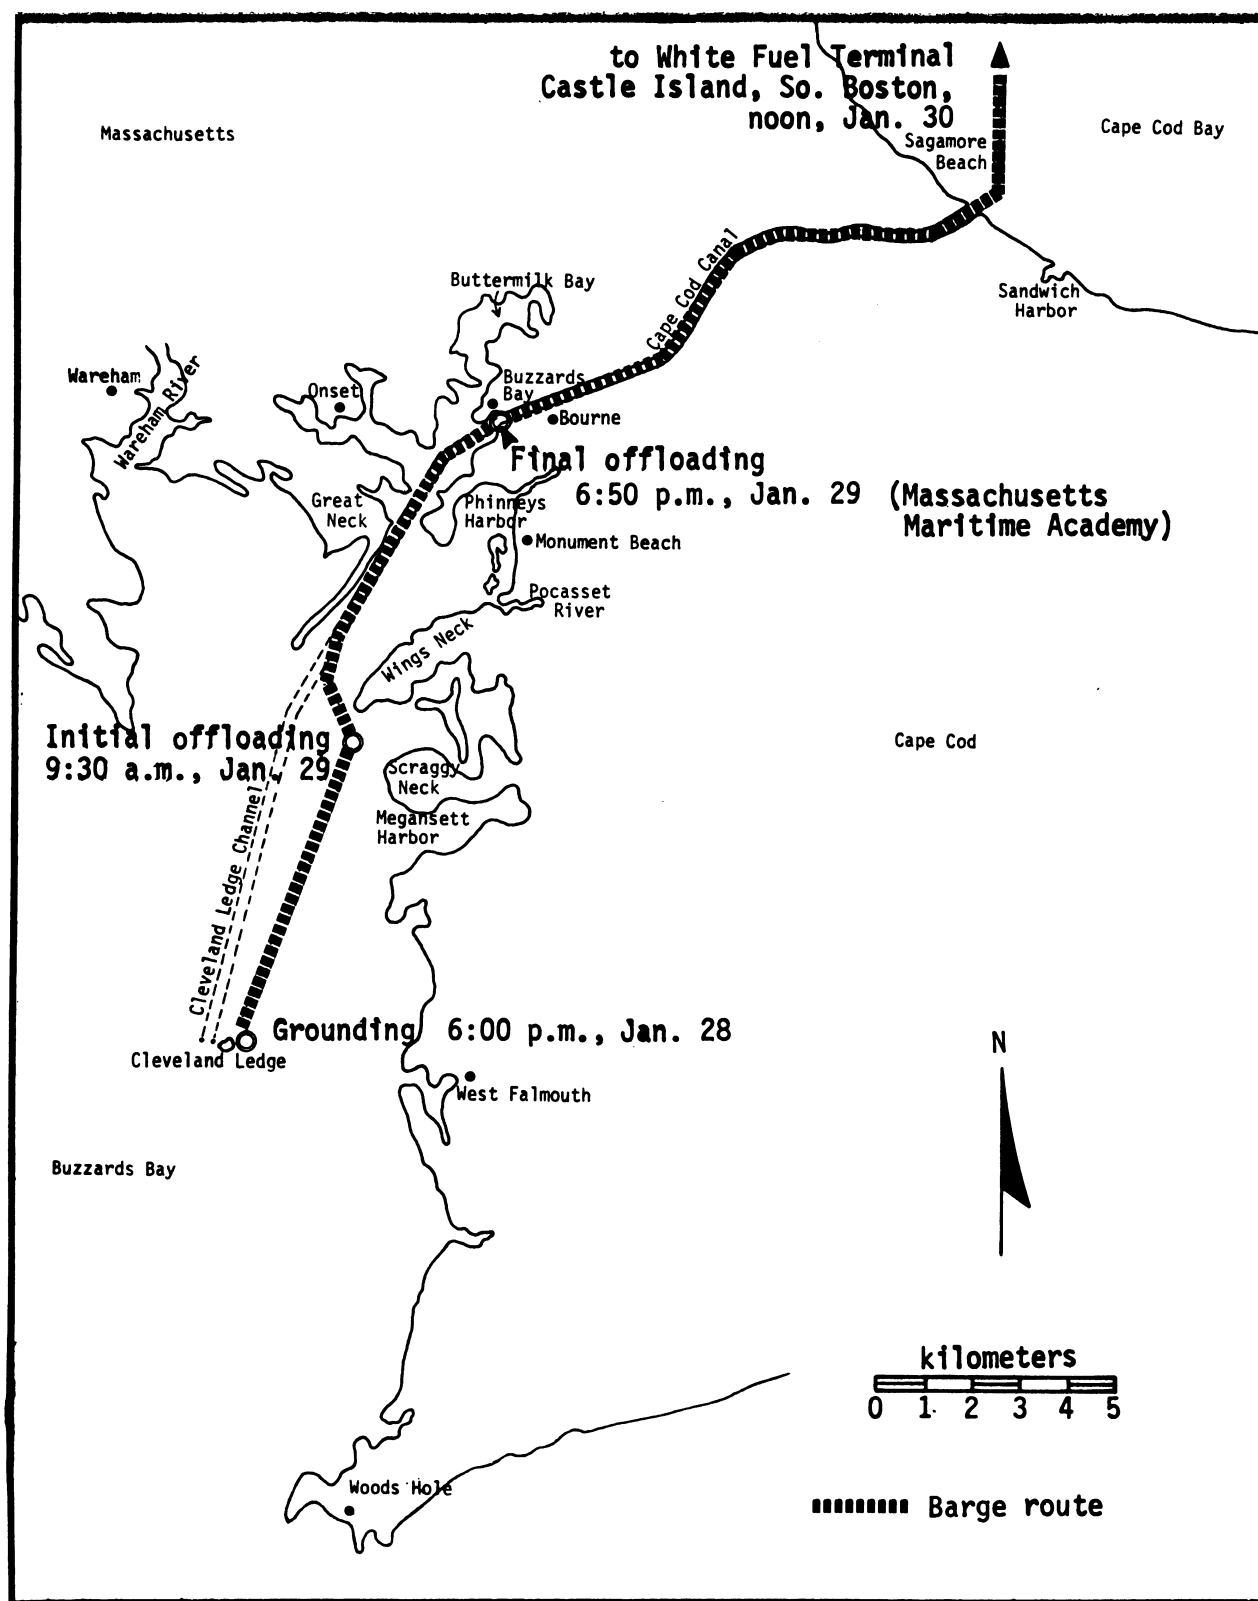 to White Fuel Terminal
Castle Island, So. Boston,
noon, Jan. 30
Massachusetts
Cape Cod Bay
Sagamore
Beach
Cape Cod Canal
Buttermilk Bay
Sandwich
Harbor
Wareham
Wareham River
Onset
Buzzards
Bay
Bourne
Final offloading
6:50 p.m., Jan. 29 (Massachusetts
Maritime Academy)
Great
Neck
Phinneys
Harbor
Monument Beach
Pocasset
River
Wings Neck
Initial offloading
9:30 a.m., Jan. 29
Cape Cod
Scraggy
Neck
Megansett
Harbor
Cleveland Ledge Channel
Grounding 6:00 p.m., Jan. 28
Cleveland Ledge
N
West Falmouth
Buzzards Bay
kilometers
0 1 2 3 4 5
Woods Hole
Barge route